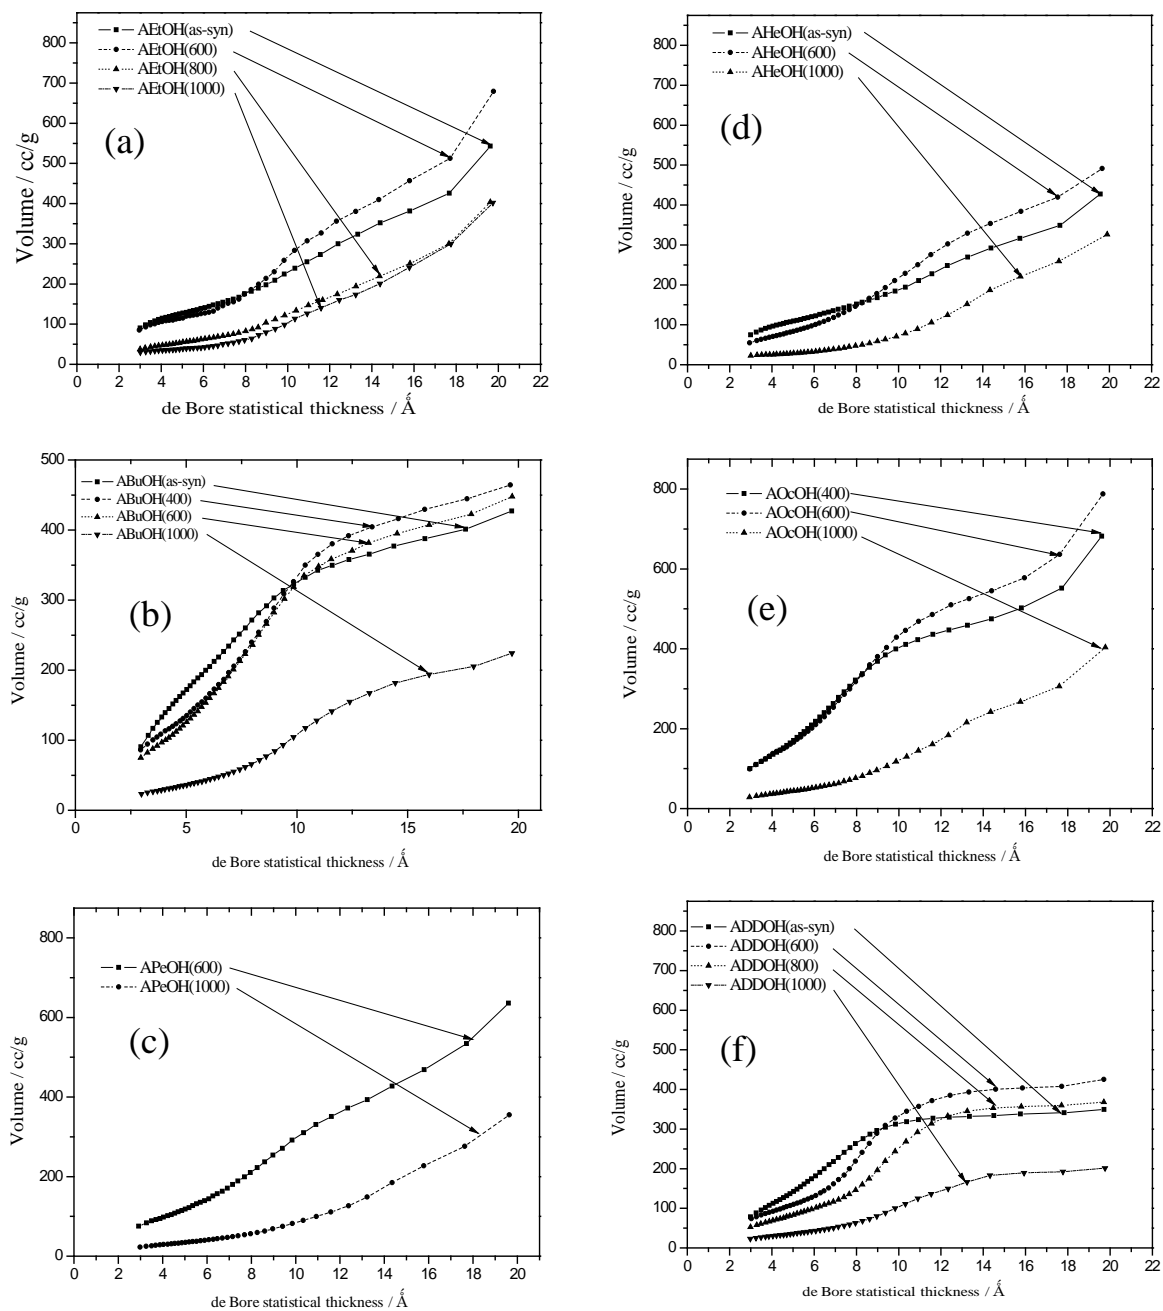 AEtOH(as-syn)
AEtOH(600)
AEtOH(800)
AEtOH(1000)
(a)
800
700
600
500
400
300
200
100
0
Volume / cc/g
0 2 4 6 8 10 12 14 16 18 20 22
de Bore statistical thickness / Å
AHeOH(as-syn)
AHeOH(600)
AHeOH(1000)
(d)
800
700
600
500
400
300
200
100
0
Volume / cc/g
0 2 4 6 8 10 12 14 16 18 20 22
de Bore statistical thickness / Å
ABuOH(as-syn)
ABuOH(400)
ABuOH(600)
ABuOH(1000)
(b)
500
400
300
200
100
0
Volume / cc/g
0 5 10 15 20
de Bore statistical thickness / Å
AOcOH(400)
AOcOH(600)
AOcOH(1000)
(e)
800
600
400
200
0
Volume / cc/g
0 2 4 6 8 10 12 14 16 18 20 22
de Bore statistical thickness / Å
APeOH(600)
APeOH(1000)
(c)
800
600
400
200
0
Volume / cc/g
0 2 4 6 8 10 12 14 16 18 20
de Bore statistical thickness / Å
ADDOH(as-syn)
ADDOH(600)
ADDOH(800)
ADDOH(1000)
(f)
800
700
600
500
400
300
200
100
0
Volume / cc/g
0 2 4 6 8 10 12 14 16 18 20 22
de Bore statistical thickness / Å